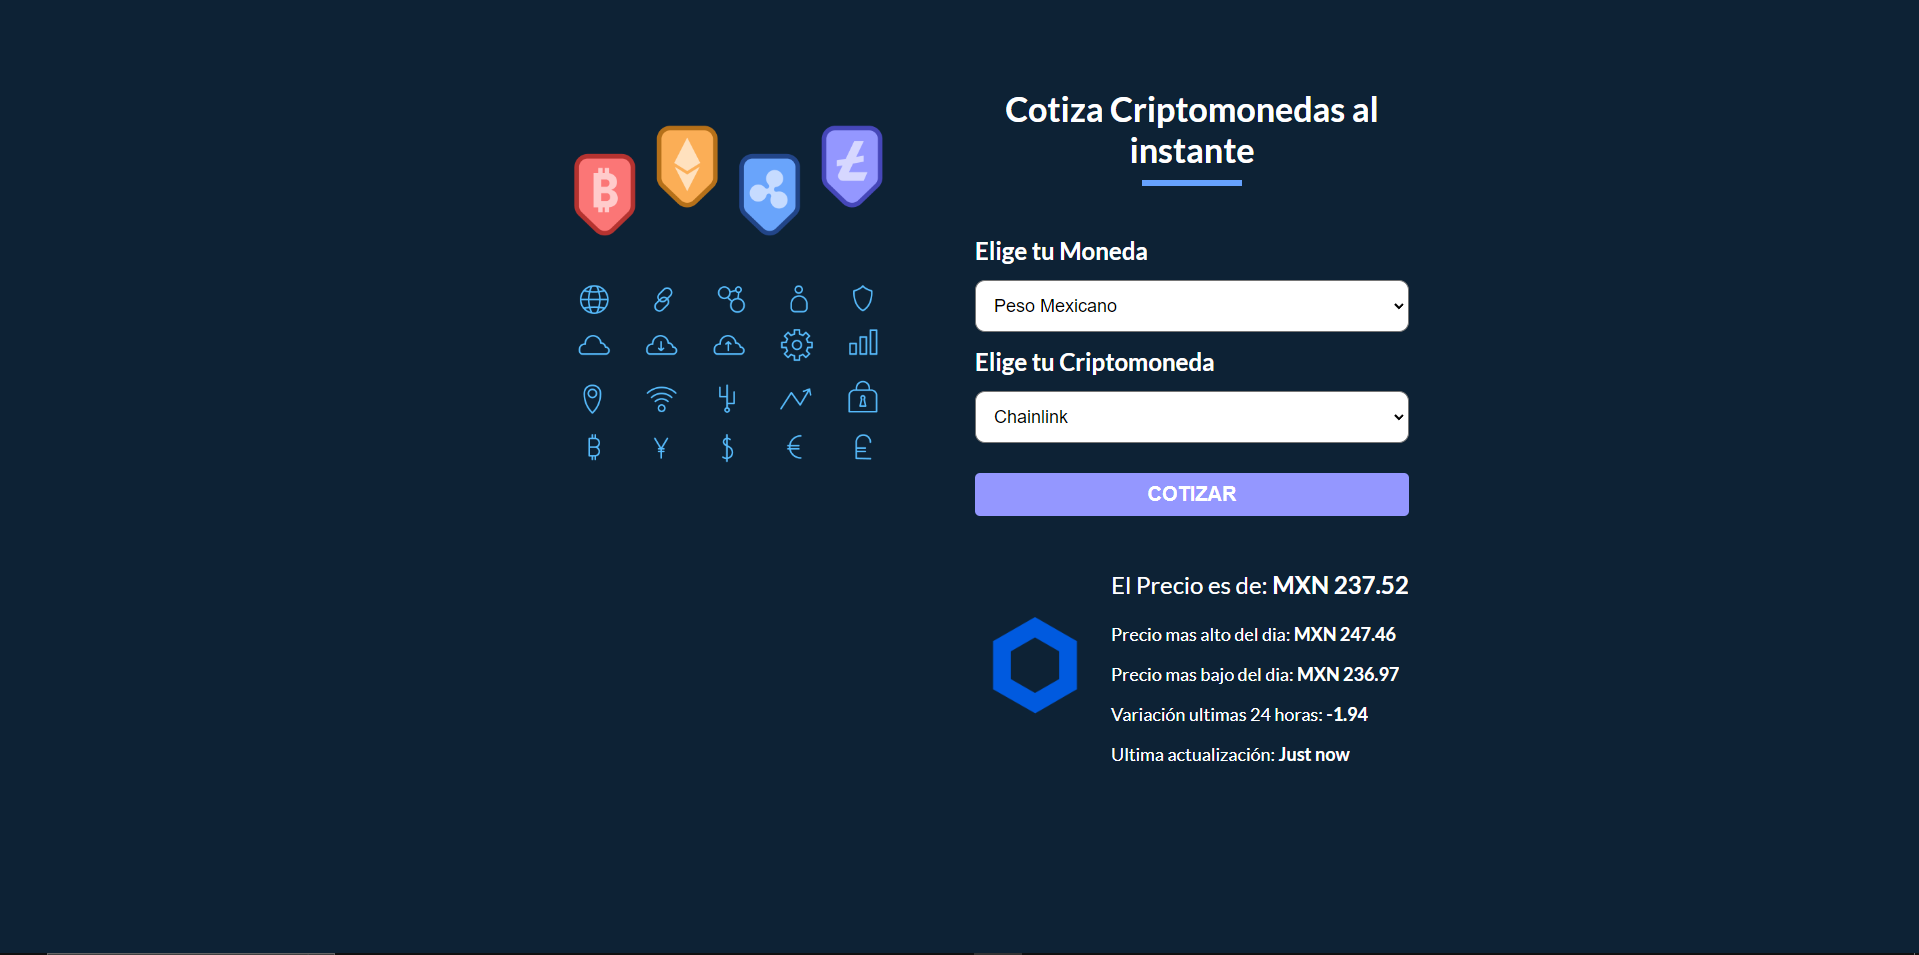 Cotiza Criptomonedas al
instante
Elige tu Moneda
Peso Mexicano
Elige tu Criptomoneda
Chainlink
COTIZAR
El Precio es de: MXN 237.52
Precio mas alto del dia: MXN 247.46
Precio mas bajo del dia: MXN 236.97
Variación ultimas 24 horas: -1.94
Ultima actualización: Just now